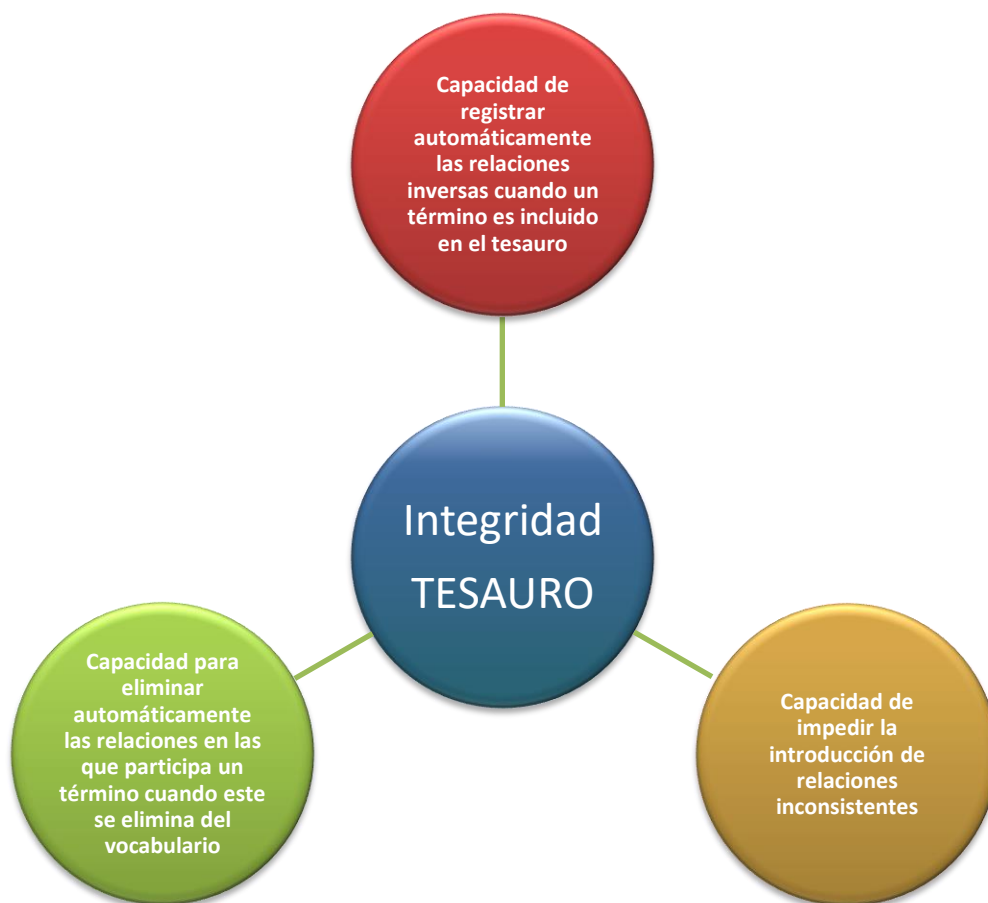 Capacidad de
registrar
automáticamente
las relaciones
inversas cuando un
término es incluido
en el tesauro
Integridad
TESAURO
Capacidad para
eliminar
automáticamente
las relaciones en las
que participa un
término cuando este
se elimina del
vocabulario
Capacidad de
impedir la
introducción de
relaciones
inconsistentes